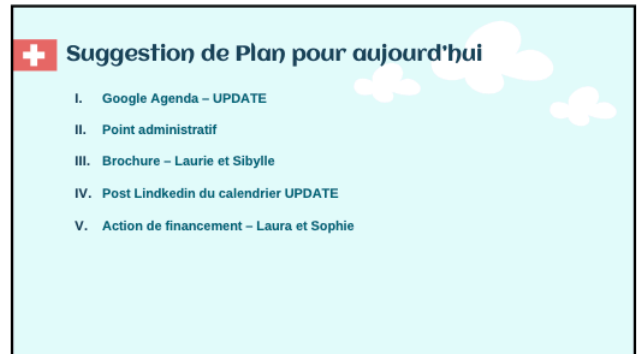 Suggestion de Plan pour aujourd'hui
I. Google Agenda – UPDATE
II. Point administratif
III. Brochure – Laurie et Sibylle
IV. Post Lindkedin du calendrier UPDATE
V. Action de financement – Laura et Sophie